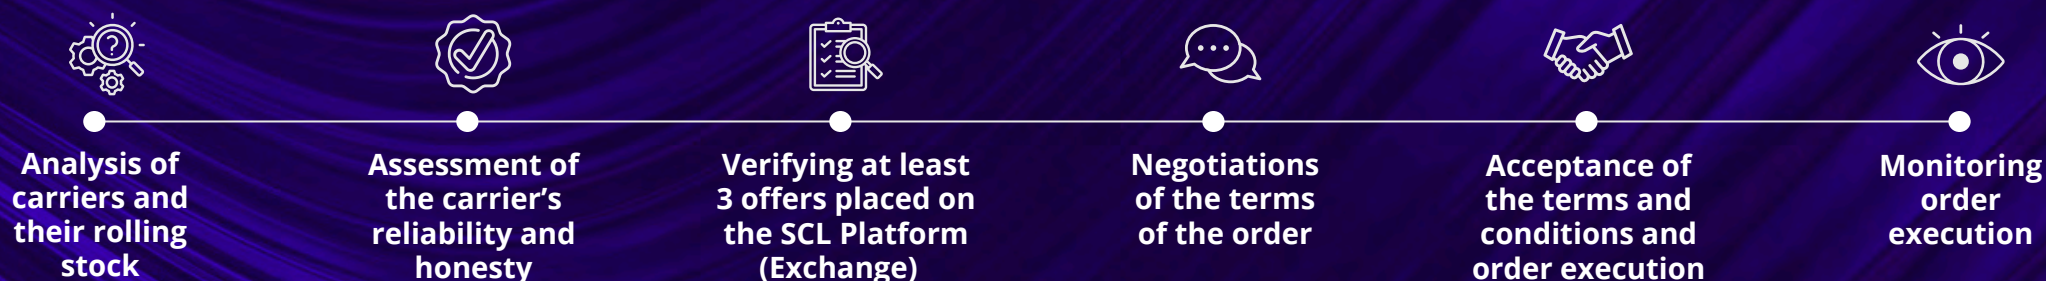 Analysis of
carriers and
their rolling
stock
Assessment of
the carrier's
reliability and
honesty
Verifying at least
3 offers placed on
the SCL Platform
(Exchange)
Negotiations
of the terms
of the order
Acceptance of
the terms and
conditions and
order execution
Monitoring
order
execution